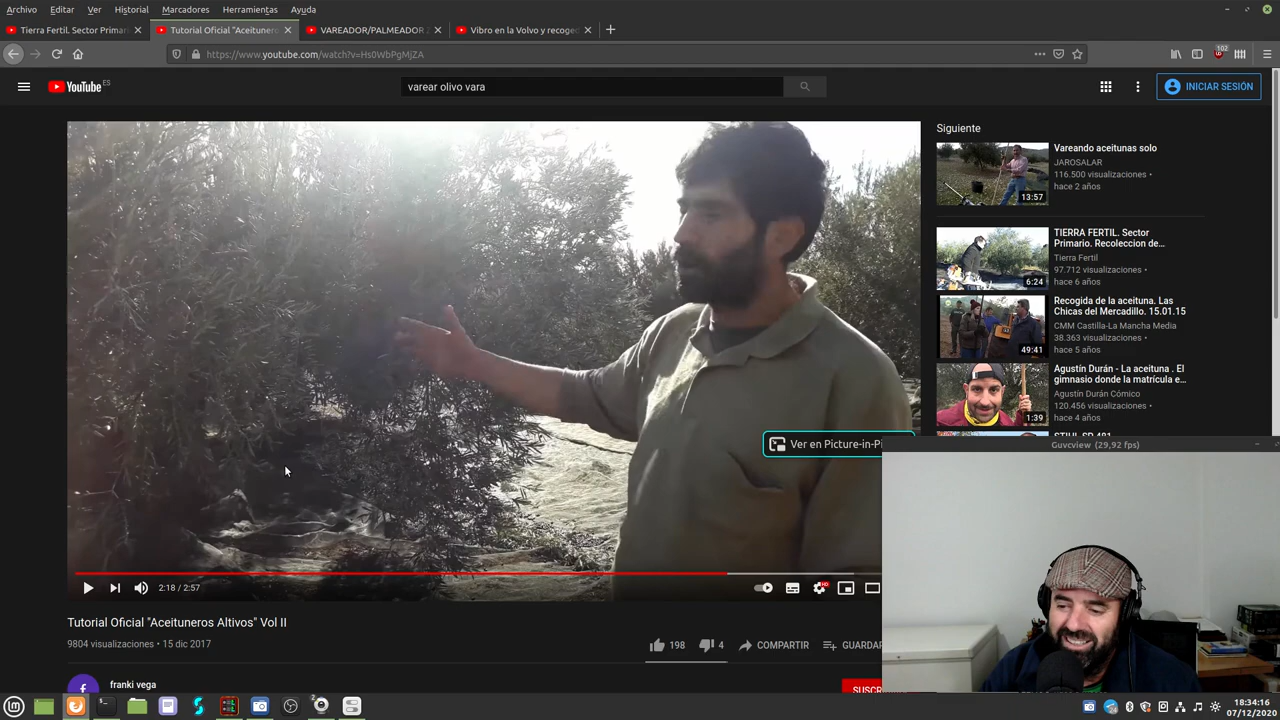 Archivo Editar Ver Historial Marcadores Herramientas Ayuda
Tierra Fertil. Sector Primar
Tutorial Oficial "Aceitunero
VAREADOR/PALMEADOR
Vibro en la Volvo y recoged
https://www.youtube.com/watch?v=Hs0WbPgMjZA
102
YouTube ES
varear olivo vara
INICIAR SESIÓN
Siguiente
Vareando aceitunas solo
JAROSALAR
116.500 visualizaciones •
hace 2 años
13:57
TIERRA FERTIL. Sector
Primario. Recoleccion de...
Tierra Fertil
97.712 visualizaciones •
hace 6 años
6:24
Recogida de la aceituna. Las
Chicas del Mercadillo. 15.01.15
CMM Castilla-La Mancha Media
38.363 visualizaciones •
hace 5 años
49:41
Agustín Durán - La aceituna . El
gimnasio donde la matrícula e...
Agustín Durán Cómico
120.456 visualizaciones •
hace 4 años
1:39
Ver en Picture-in-Pi
Guvcview (29,92 fps)
2:18 / 2:57
HD
Tutorial Oficial "Aceituneros Altivos" Vol II
9804 visualizaciones • 15 dic 2017
198
4
COMPARTIR
GUARDAR
franki vega
18:34:16
07/12/2020